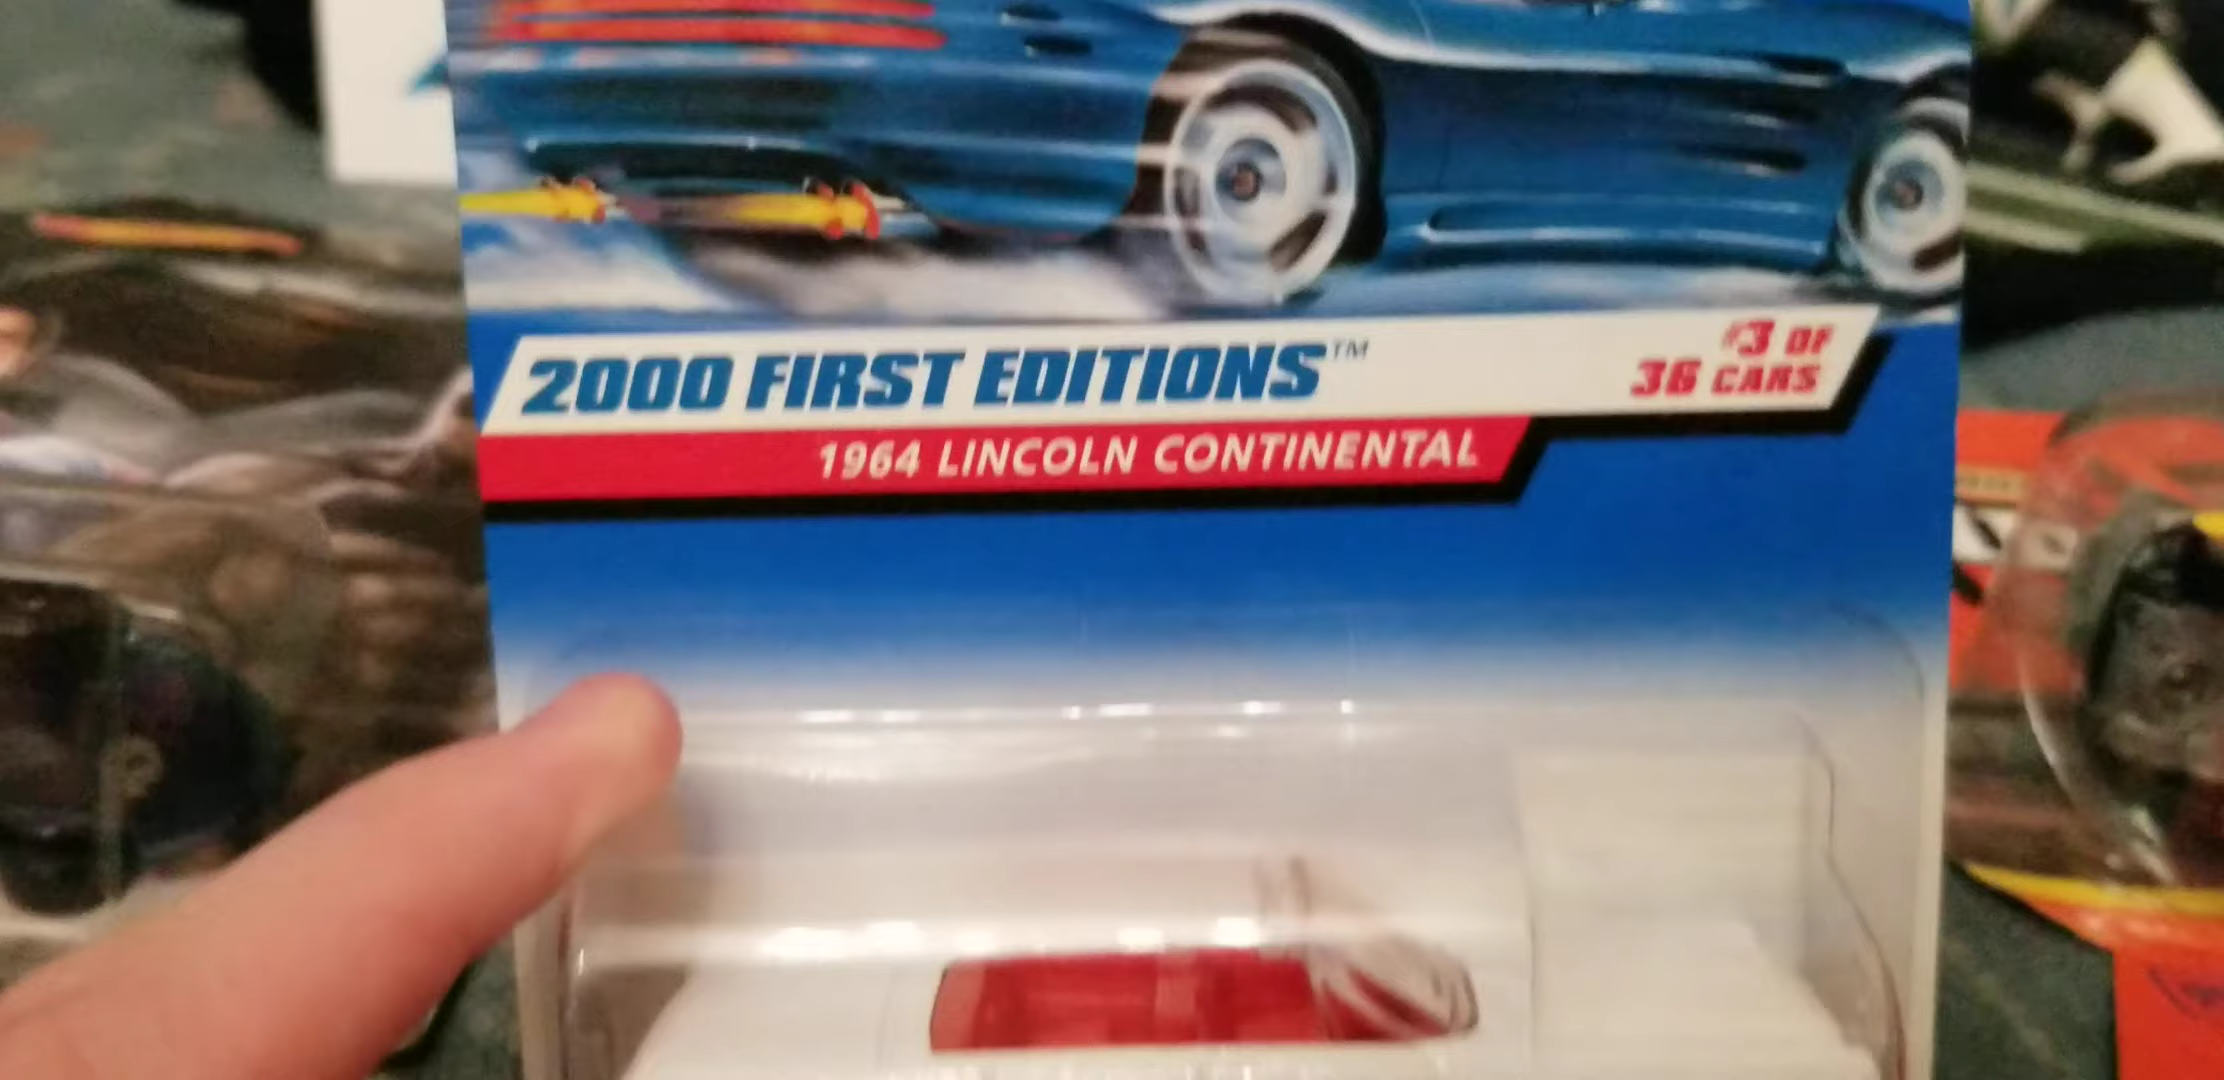 2000 FIRST EDITIONS™
#3 OF
36 CARS
1964 LINCOLN CONTINENTAL